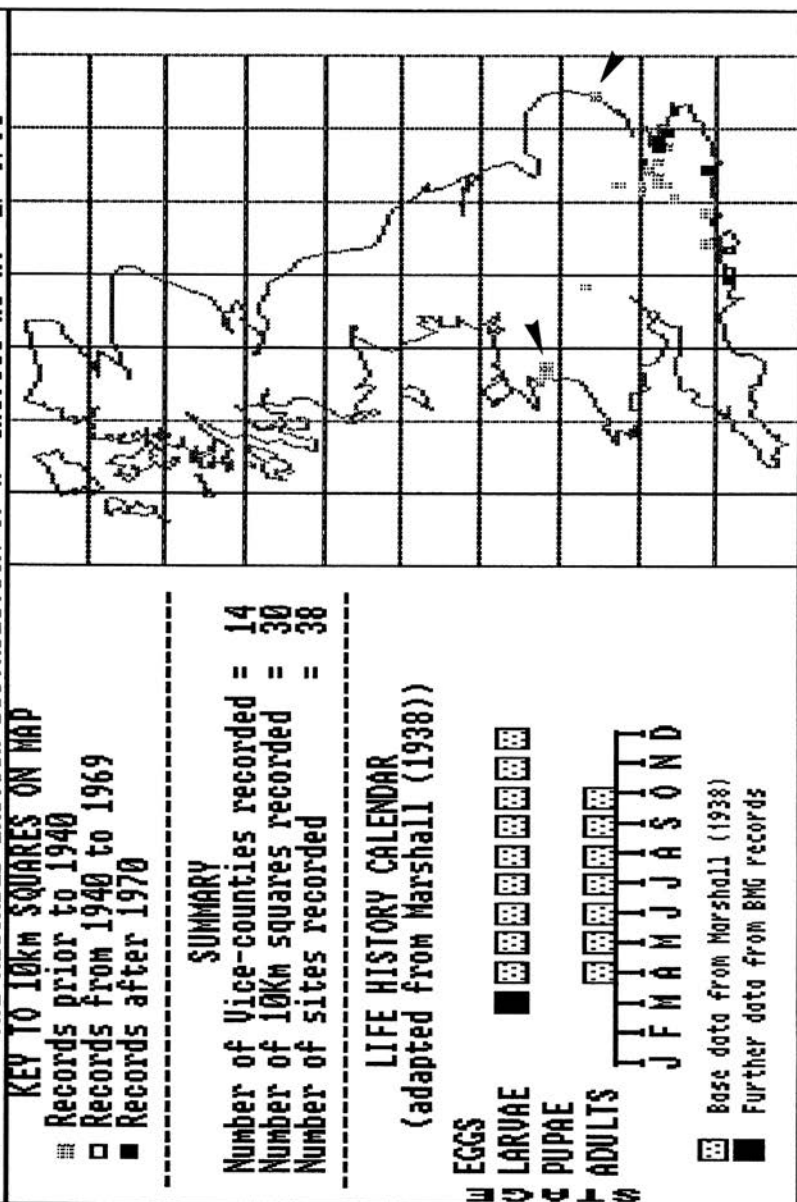 KEY TO 10km SQUARES ON MAP
Records prior to 1940
Records from 1940 to 1969
Records after 1970
SUMMARY
Number of Vice-counties recorded = 14
Number of 10Km squares recorded = 30
Number of sites recorded = 38
LIFE HISTORY CALENDAR
(adapted from Marshall (1938))
EGGS
LARVAE
PUPAE
ADULTS
J F M A M J J A S O N D
Base data from Marshall (1938)
Further data from BMG records